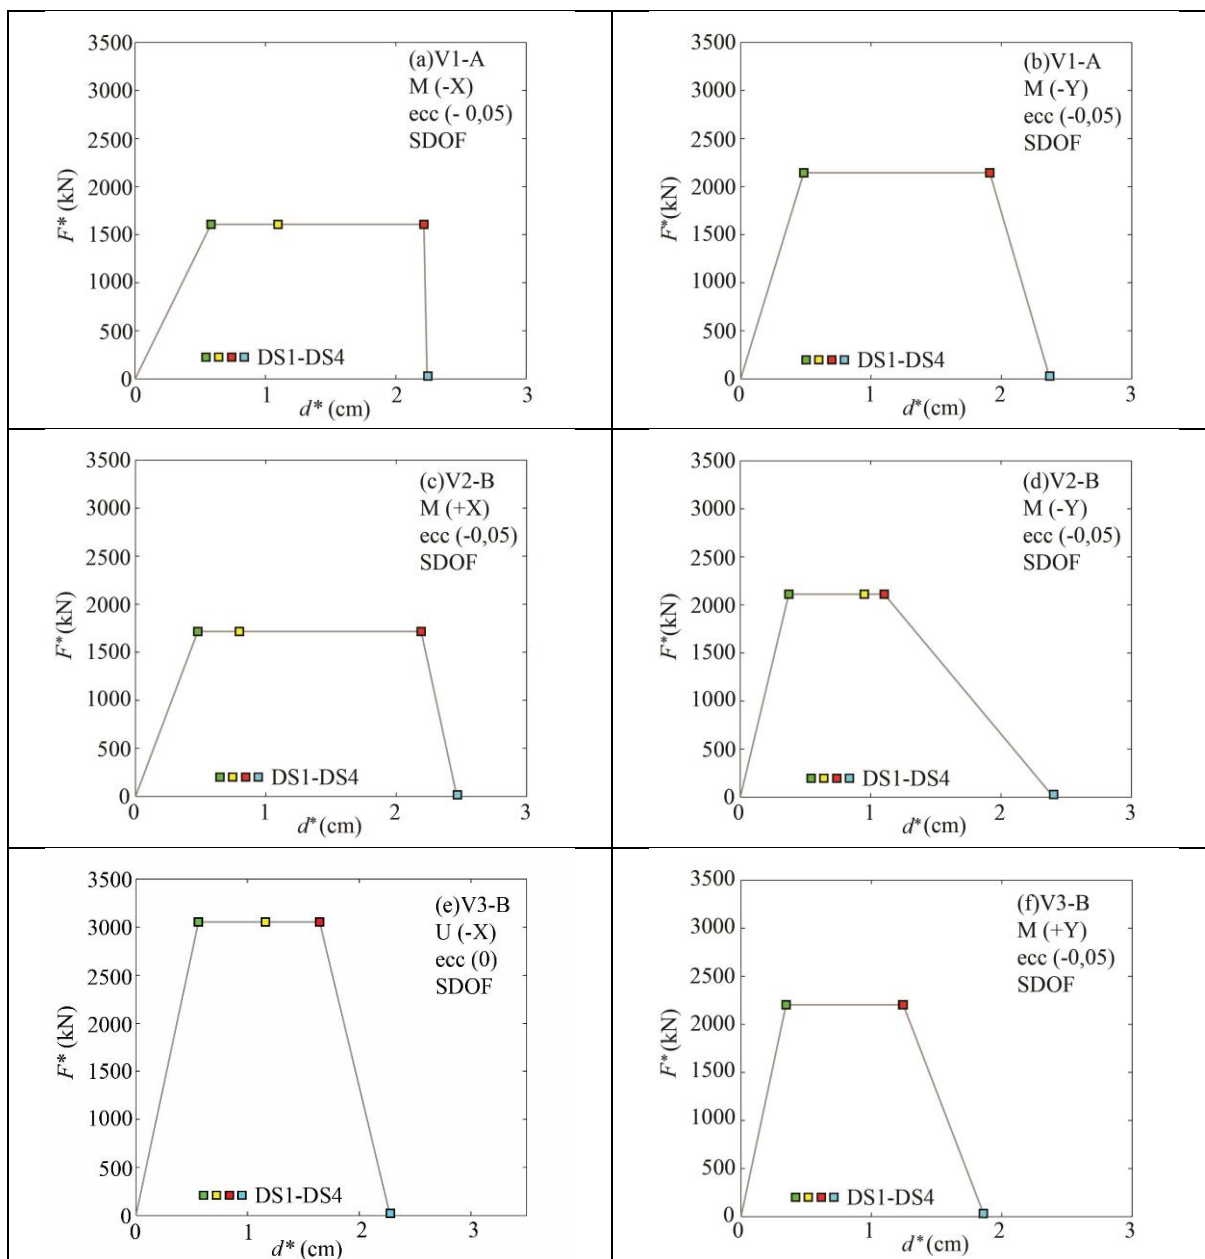 3500
3000
2500
2000
1500
1000
500
0
F* (kN)
(a)V1-A
M (-X)
ecc (- 0,05)
SDOF
DS1-DS4
0 1 2 3
d* (cm)
3500
3000
2500
2000
1500
1000
500
0
F*(kN)
(b)V1-A
M (-Y)
ecc (-0,05)
SDOF
DS1-DS4
0 1 2 3
d* (cm)
3500
3000
2500
2000
1500
1000
500
0
F*(kN)
(c)V2-B
M (+X)
ecc (-0,05)
SDOF
DS1-DS4
0 1 2 3
d*(cm)
3500
3000
2500
2000
1500
1000
500
0
F*(kN)
(d)V2-B
M (-Y)
ecc (-0,05)
SDOF
DS1-DS4
0 1 2 3
d*(cm)
3500
3000
2500
2000
1500
1000
500
0
F* (kN)
(e)V3-B
U (-X)
ecc (0)
SDOF
DS1-DS4
0 1 2 3
d* (cm)
3500
3000
2500
2000
1500
1000
500
0
F* (kN)
(f)V3-B
M (+Y)
ecc (-0,05)
SDOF
DS1-DS4
0 1 2 3
d* (cm)